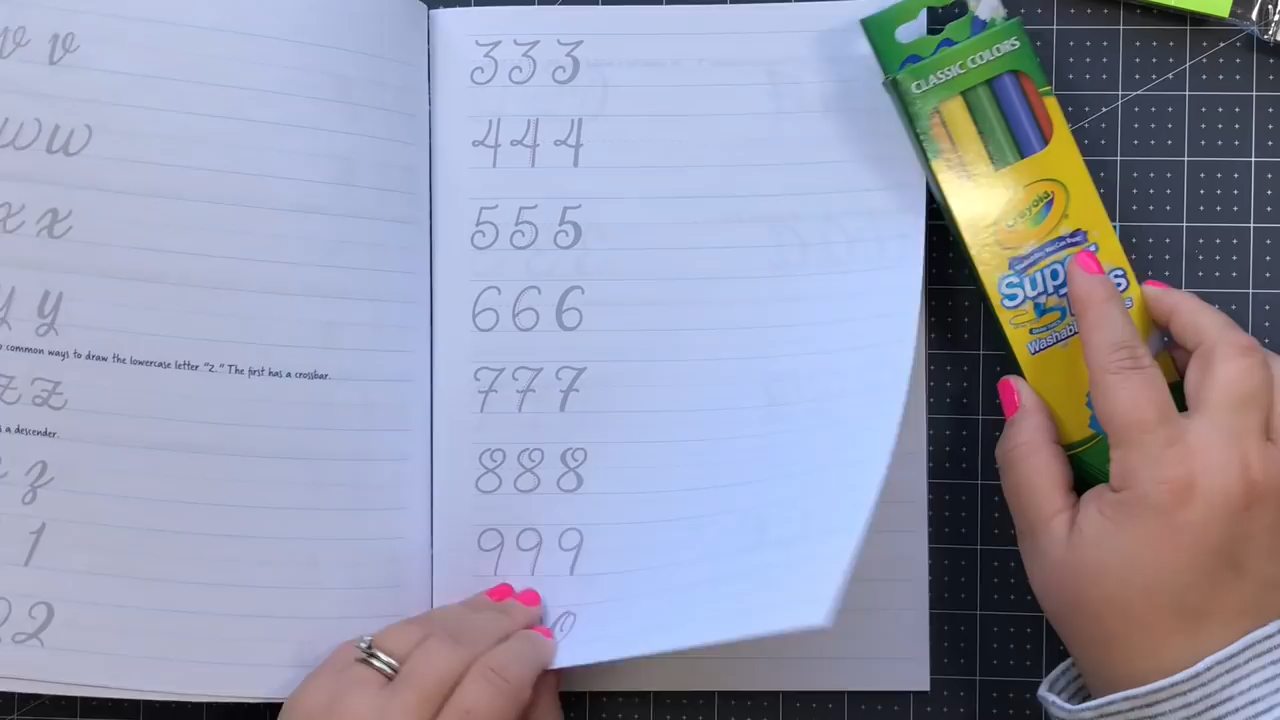 v v
w w
x x
y y
common ways to draw the lowercase letter "z." The first has a crossbar.
z z
a descender.
z
1
2 2
3 3 3
4 4 4
5 5 5
6 6 6
7 7 7
8 8 8
9 9 9
0
CLASSIC COLORS
Crayola
Washable